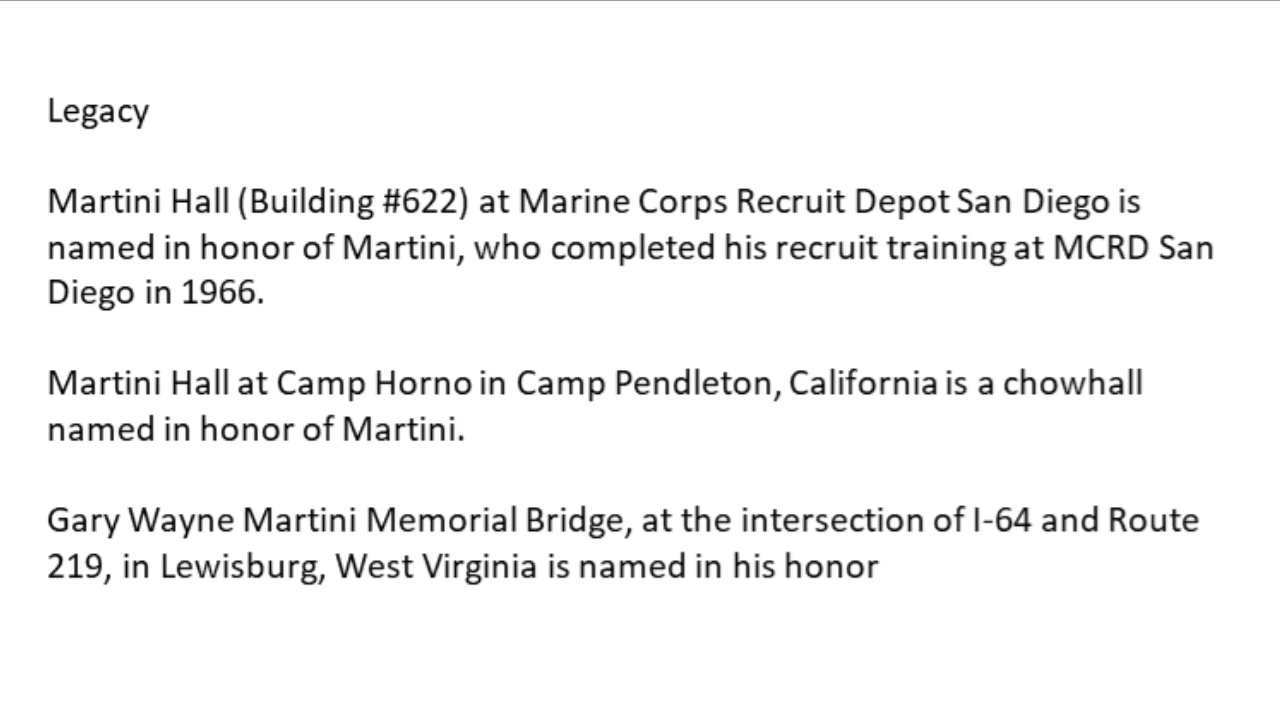 Legacy
Martini Hall (Building #622) at Marine Corps Recruit Depot San Diego is
named in honor of Martini, who completed his recruit training at MCRD San
Diego in 1966.
Martini Hall at Camp Horno in Camp Pendleton, California is a chowhall
named in honor of Martini.
Gary Wayne Martini Memorial Bridge, at the intersection of I-64 and Route
219, in Lewisburg, West Virginia is named in his honor